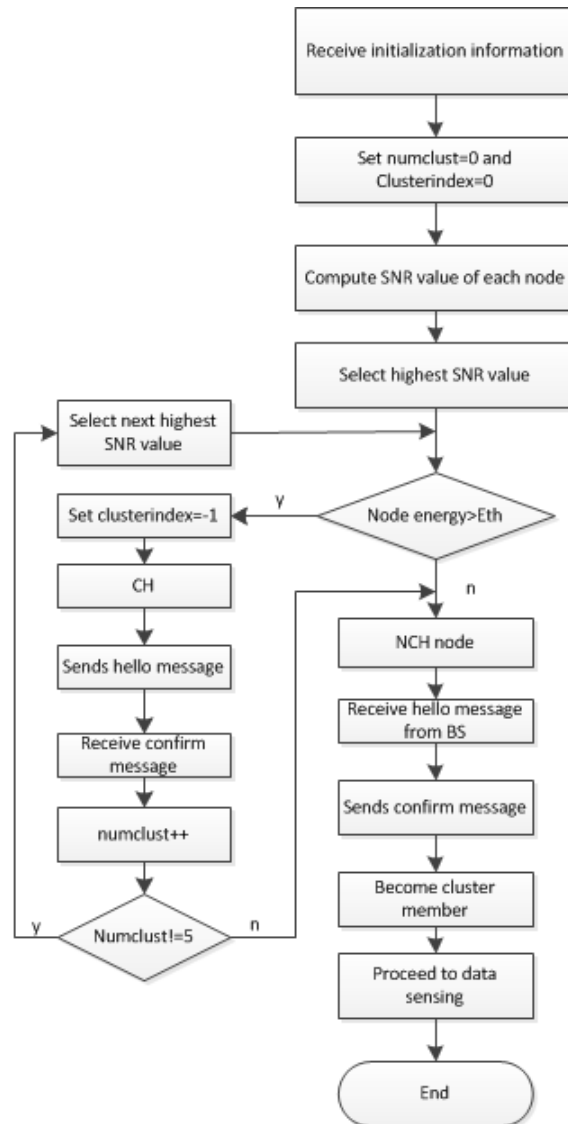 Receive initialization information
Set numclust=0 and
Clusterindex=0
Compute SNR value of each node
Select highest SNR value
Select next highest
SNR value
Node energy>Eth
y
Set clusterindex=-1
n
CH
NCH node
Sends hello message
Receive hello message
from BS
Receive confirm
message
Sends confirm message
numclust++
Become cluster
member
Numclust!=5
y
n
Proceed to data
sensing
End